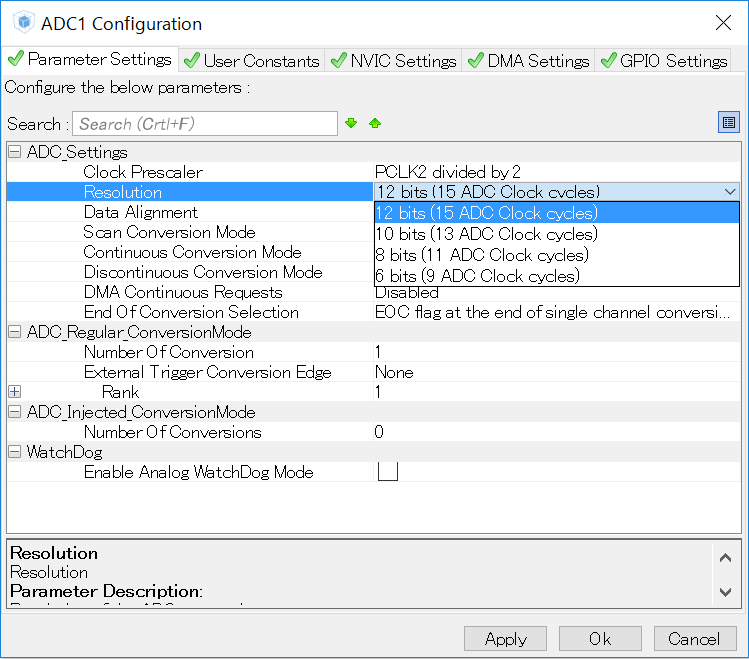 ADC1 Configuration
Parameter Settings User Constants NVIC Settings DMA Settings GPIO Settings
Configure the below parameters :
Search : Search (Crtl+F)
ADC_Settings
Clock Prescaler PCLK2 divided by 2
Resolution 12 bits (15 ADC Clock cycles)
Data Alignment 12 bits (15 ADC Clock cycles)
Scan Conversion Mode 10 bits (13 ADC Clock cycles)
Continuous Conversion Mode 8 bits (11 ADC Clock cycles)
Discontinuous Conversion Mode 6 bits (9 ADC Clock cycles)
DMA Continuous Requests Disabled
End Of Conversion Selection EOC flag at the end of single channel conversi...
ADC_Regular_ConversionMode
Number Of Conversion 1
External Trigger Conversion Edge None
Rank 1
ADC_Injected_ConversionMode
Number Of Conversions 0
WatchDog
Enable Analog WatchDog Mode
Resolution
Resolution
Parameter Description:
Apply Ok Cancel